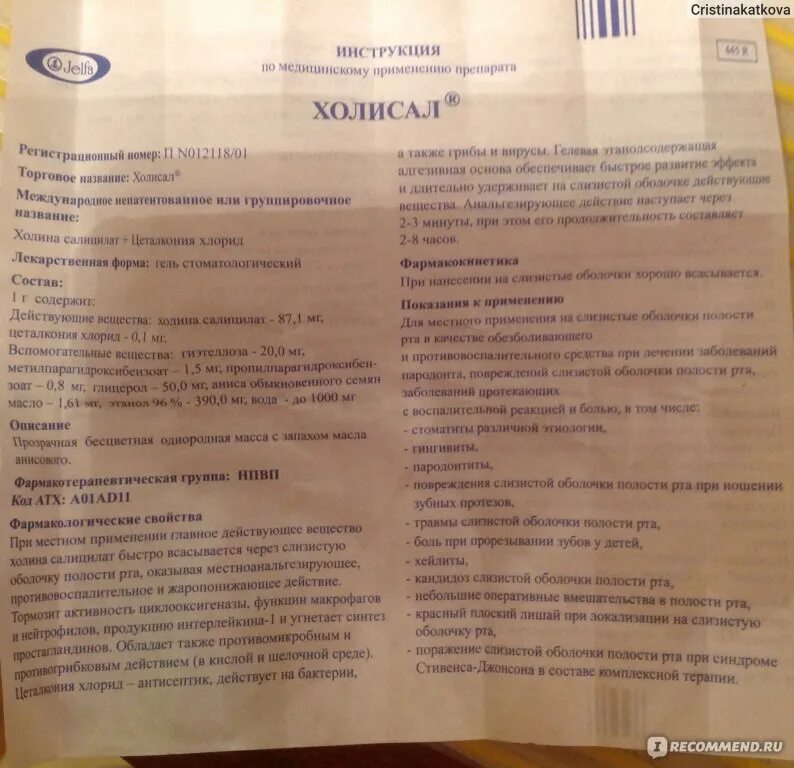 Cristinakatkova
Jelfa
665 R
ИНСТРУКЦИЯ
по медицинскому применению препарата
ХОЛИСАЛ®
Регистрационный номер: П N012118/01
Торговое название: Холисал®
Международное непатентованное или группировочное
название:
Холина салицилат + Цеталкония хлорид
Лекарственная форма: гель стоматологический
Состав:
1 г содержит:
Действующие вещества: холина салицилат - 87,1 мг,
цеталкония хлорид - 0,1 мг.
Вспомогательные вещества: гиэтеллоза - 20,0 мг,
метилпарагидроксибензоат – 1,5 мг, пропилпарагидроксибен-
зоат – 0,8 мг, глицерол – 50,0 мг, аниса обыкновенного семян
масло – 1,61 мг, этанол 96 % - 390,0 мг, вода - до 1000 мг
Описание
Прозрачная бесцветная однородная масса с запахом масла
анисового.
Фармакотерапевтическая группа: НПВП
Код АТХ: A01AD11
Фармакологические свойства
При местном применении главное действующее вещество
холина салицилат быстро всасывается через слизистую
оболочку полости рта, оказывая местноанальгезирующее,
противовоспалительное и жаропонижающее действие.
Тормозит активность циклооксигеназы, функции макрофагов
и нейтрофилов, продукцию интерлейкина-1 и угнетает синтез
простагландинов. Обладает также противомикробным и
противогрибковым действием (в кислой и щелочной среде).
Цеталкония хлорид – антисептик, действует на бактерии,
а также грибы и вирусы. Гелевая этанолсодержащая
адгезивная основа обеспечивает быстрое развитие эффекта
и длительно удерживает на слизистой оболочке действующие
вещества. Анальгезирующее действие наступает через
2-3 минуты, при этом его продолжительность составляет
2-8 часов.
Фармакокинетика
При нанесении на слизистые оболочки хорошо всасывается.
Показания к применению
Для местного применения на слизистые оболочки полости
рта в качестве обезболивающего
и противовоспалительного средства при лечении заболеваний
пародонта, повреждений слизистой оболочки полости рта,
заболеваний протекающих
с воспалительной реакцией и болью, в том числе:
- стоматиты различной этиологии,
- гингивиты,
- пародонтиты,
- повреждения слизистой оболочки полости рта при ношении
зубных протезов,
- травмы слизистой оболочки полости рта,
- боль при прорезывании зубов у детей,
- хейлиты,
- кандидоз слизистой оболочки полости рта,
- небольшие оперативные вмешательства в полости рта,
- красный плоский лишай при локализации на слизистую
оболочку рта,
- поражение слизистой оболочки полости рта при синдроме
Стивенса-Джонсона в составе комплексной терапии.
IRECOMMEND.RU